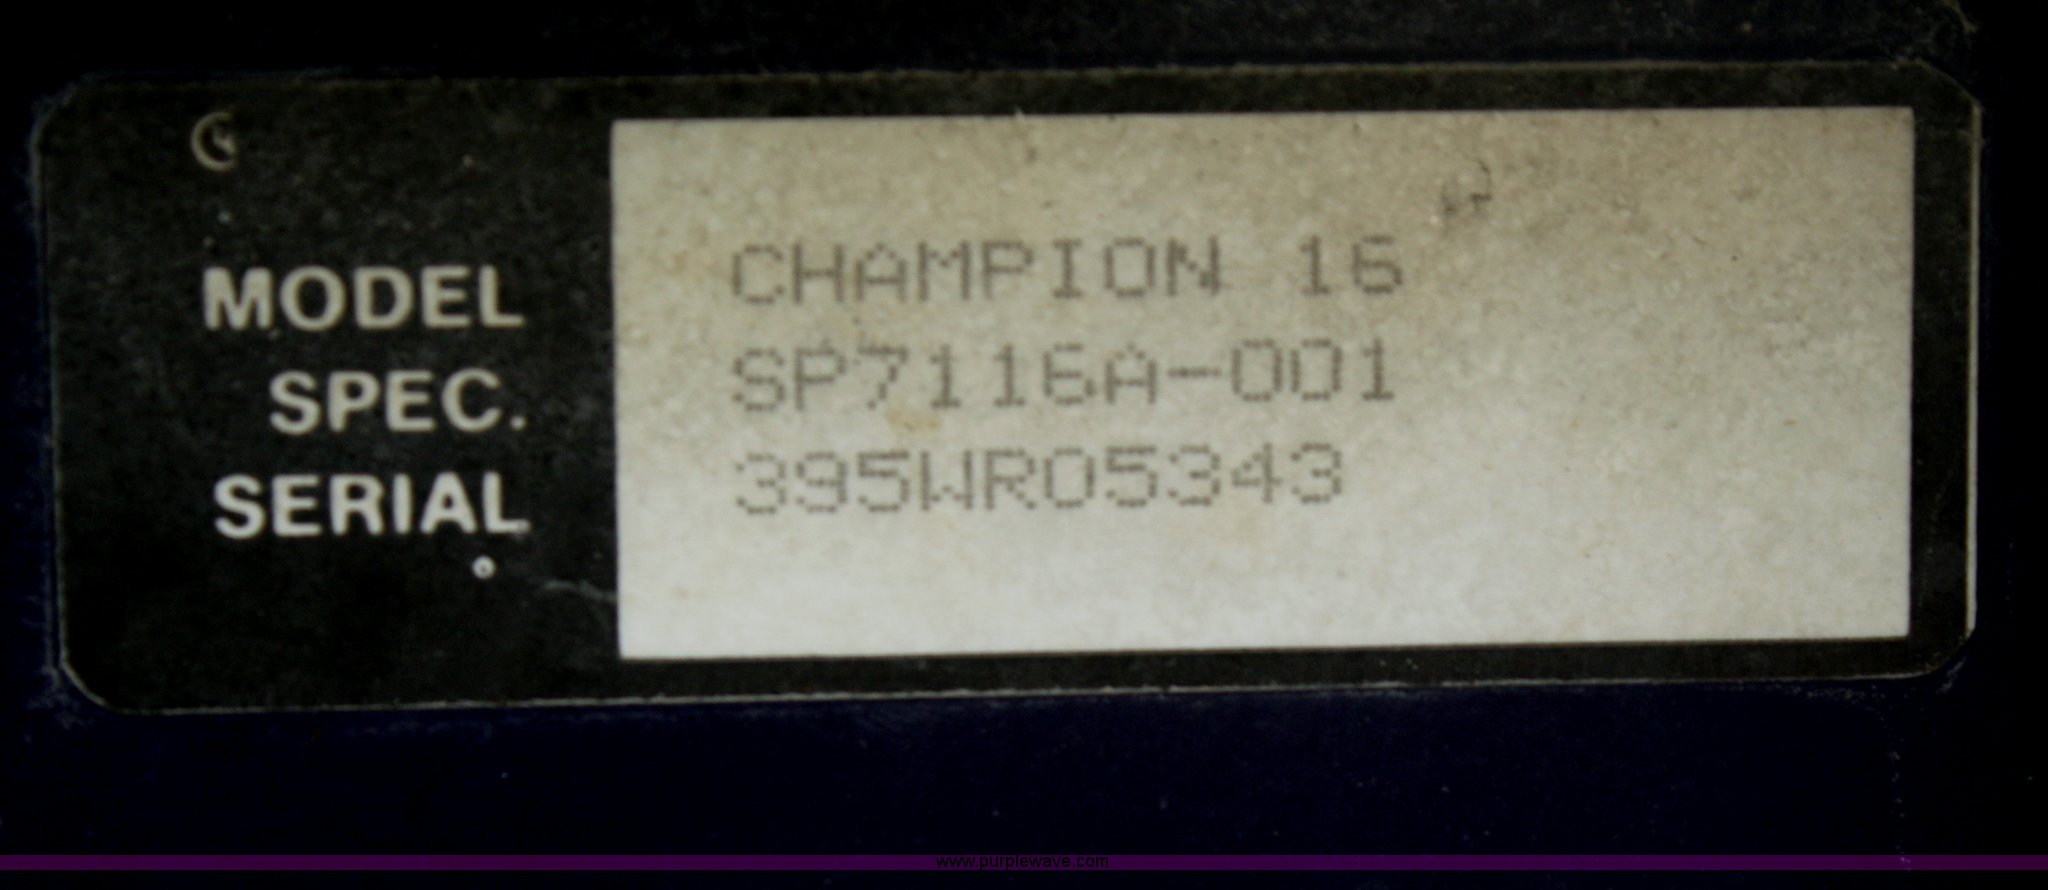 MODEL CHAMPION 16
SPEC. SP7116A-001
SERIAL 395WR05343
www.purplewave.com